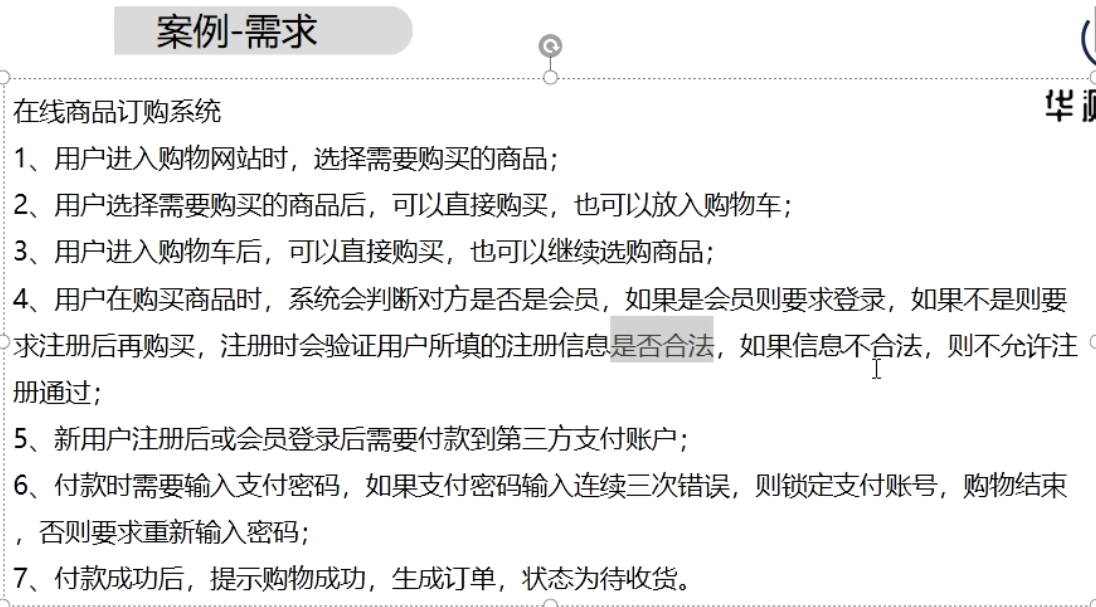 案例-需求
华
在线商品订购系统
1、用户进入购物网站时，选择需要购买的商品；
2、用户选择需要购买的商品后，可以直接购买，也可以放入购物车；
3、用户进入购物车后，可以直接购买，也可以继续选购商品；
4、用户在购买商品时，系统会判断对方是否是会员，如果是会员则要求登录，如果不是则要
求注册后再购买，注册时会验证用户所填的注册信息是否合法，如果信息不合法，则不允许注
册通过；
5、新用户注册后或会员登录后需要付款到第三方支付账户；
6、付款时需要输入支付密码，如果支付密码输入连续三次错误，则锁定支付账号，购物结束
，否则要求重新输入密码；
7、付款成功后，提示购物成功，生成订单，状态为待收货。